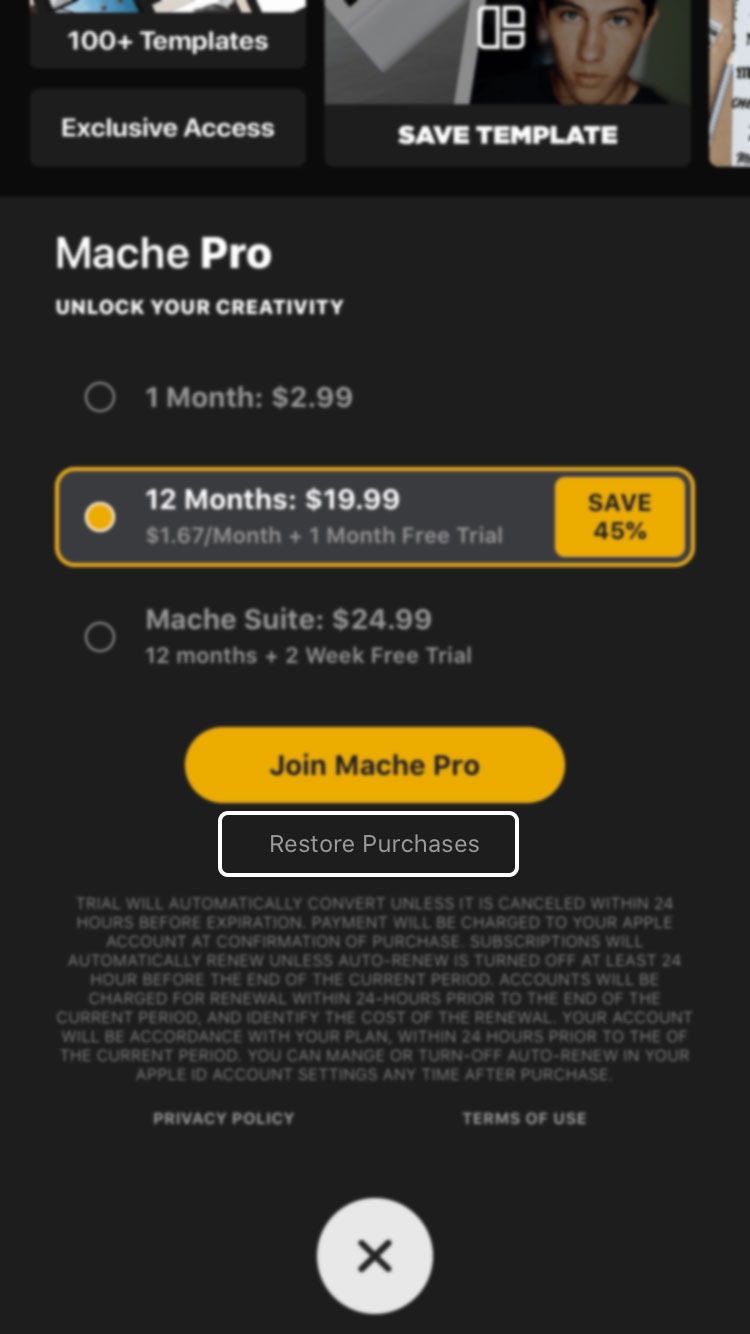 100+ Templates
Exclusive Access
SAVE TEMPLATE
Mache Pro
UNLOCK YOUR CREATIVITY
1 Month: $2.99
12 Months: $19.99
$1.67/Month + 1 Month Free Trial
SAVE
45%
Mache Suite: $24.99
12 months + 2 Week Free Trial
Join Mache Pro
Restore Purchases
TRIAL WILL AUTOMATICALLY CONVERT UNLESS IT IS CANCELED WITHIN 24
HOURS BEFORE EXPIRATION. PAYMENT WILL BE CHARGED TO YOUR APPLE
ACCOUNT AT CONFIRMATION OF PURCHASE. SUBSCRIPTIONS WILL
AUTOMATICALLY RENEW UNLESS AUTO-RENEW IS TURNED OFF AT LEAST 24
HOUR BEFORE THE END OF THE CURRENT PERIOD. ACCOUNTS WILL BE
CHARGED FOR RENEWAL WITHIN 24-HOURS PRIOR TO THE END OF THE
CURRENT PERIOD, AND IDENTIFY THE COST OF THE RENEWAL. YOUR ACCOUNT
WILL BE ACCORDANCE WITH YOUR PLAN, WITHIN 24 HOURS PRIOR TO THE OF
THE CURRENT PERIOD. YOU CAN MANGE OR TURN-OFF AUTO-RENEW IN YOUR
APPLE ID ACCOUNT SETTINGS ANY TIME AFTER PURCHASE.
PRIVACY POLICY
TERMS OF USE